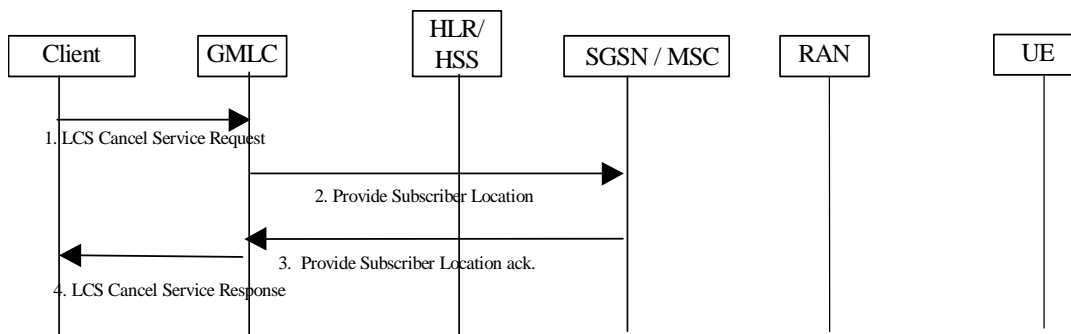 Client
GMLC
HLR/
HSS
SGSN / MSC
RAN
UE
1. LCS Cancel Service Request
2. Provide Subscriber Location
3. Provide Subscriber Location ack.
4. LCS Cancel Service Response